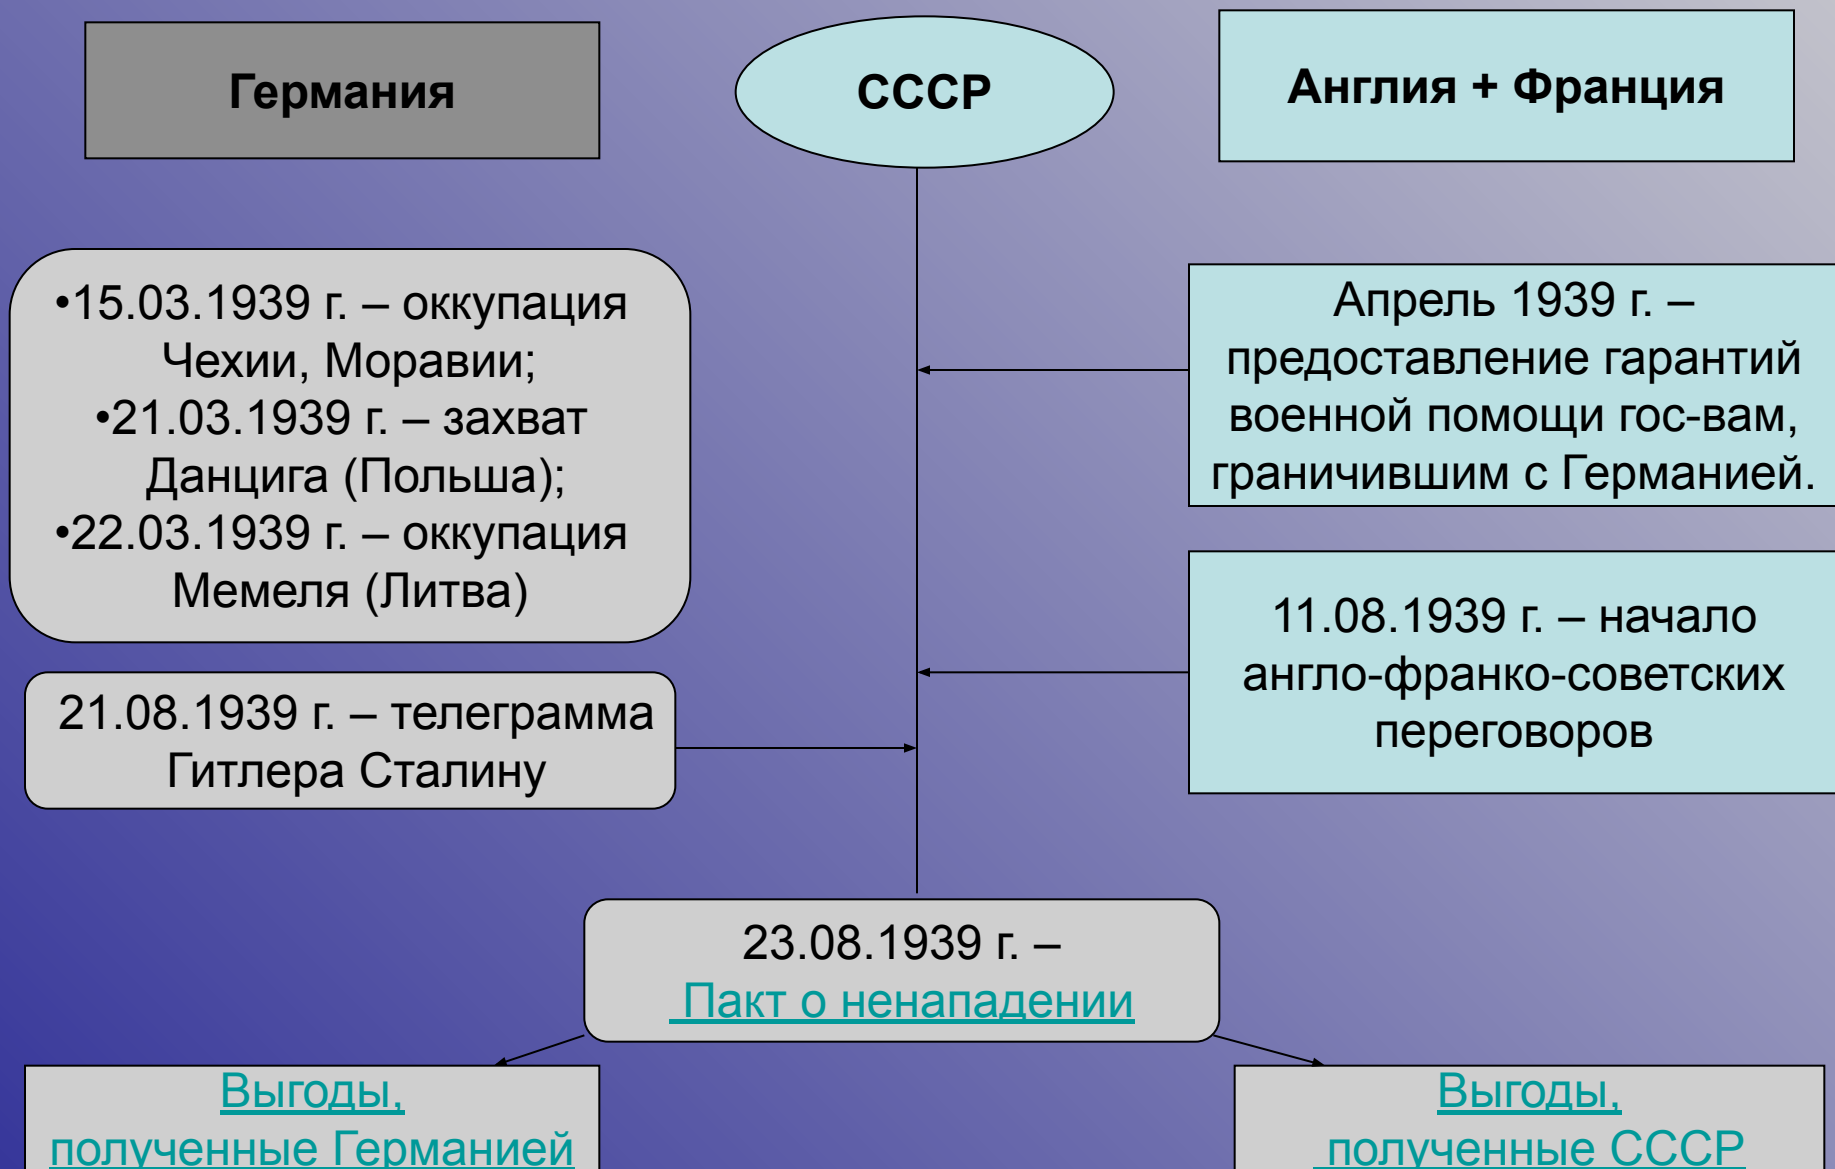 Германия
СССР
Англия + Франция
•15.03.1939 г. – оккупация
Чехии, Моравии;
•21.03.1939 г. – захват
Данцига (Польша);
•22.03.1939 г. – оккупация
Мемеля (Литва)
Апрель 1939 г. –
предоставление гарантий
военной помощи гос-вам,
граничившим с Германией.
11.08.1939 г. – начало
англо-франко-советских
переговоров
21.08.1939 г. – телеграмма
Гитлера Сталину
23.08.1939 г. –
Пакт о ненападении
Выгоды,
полученные Германией
Выгоды,
полученные СССР